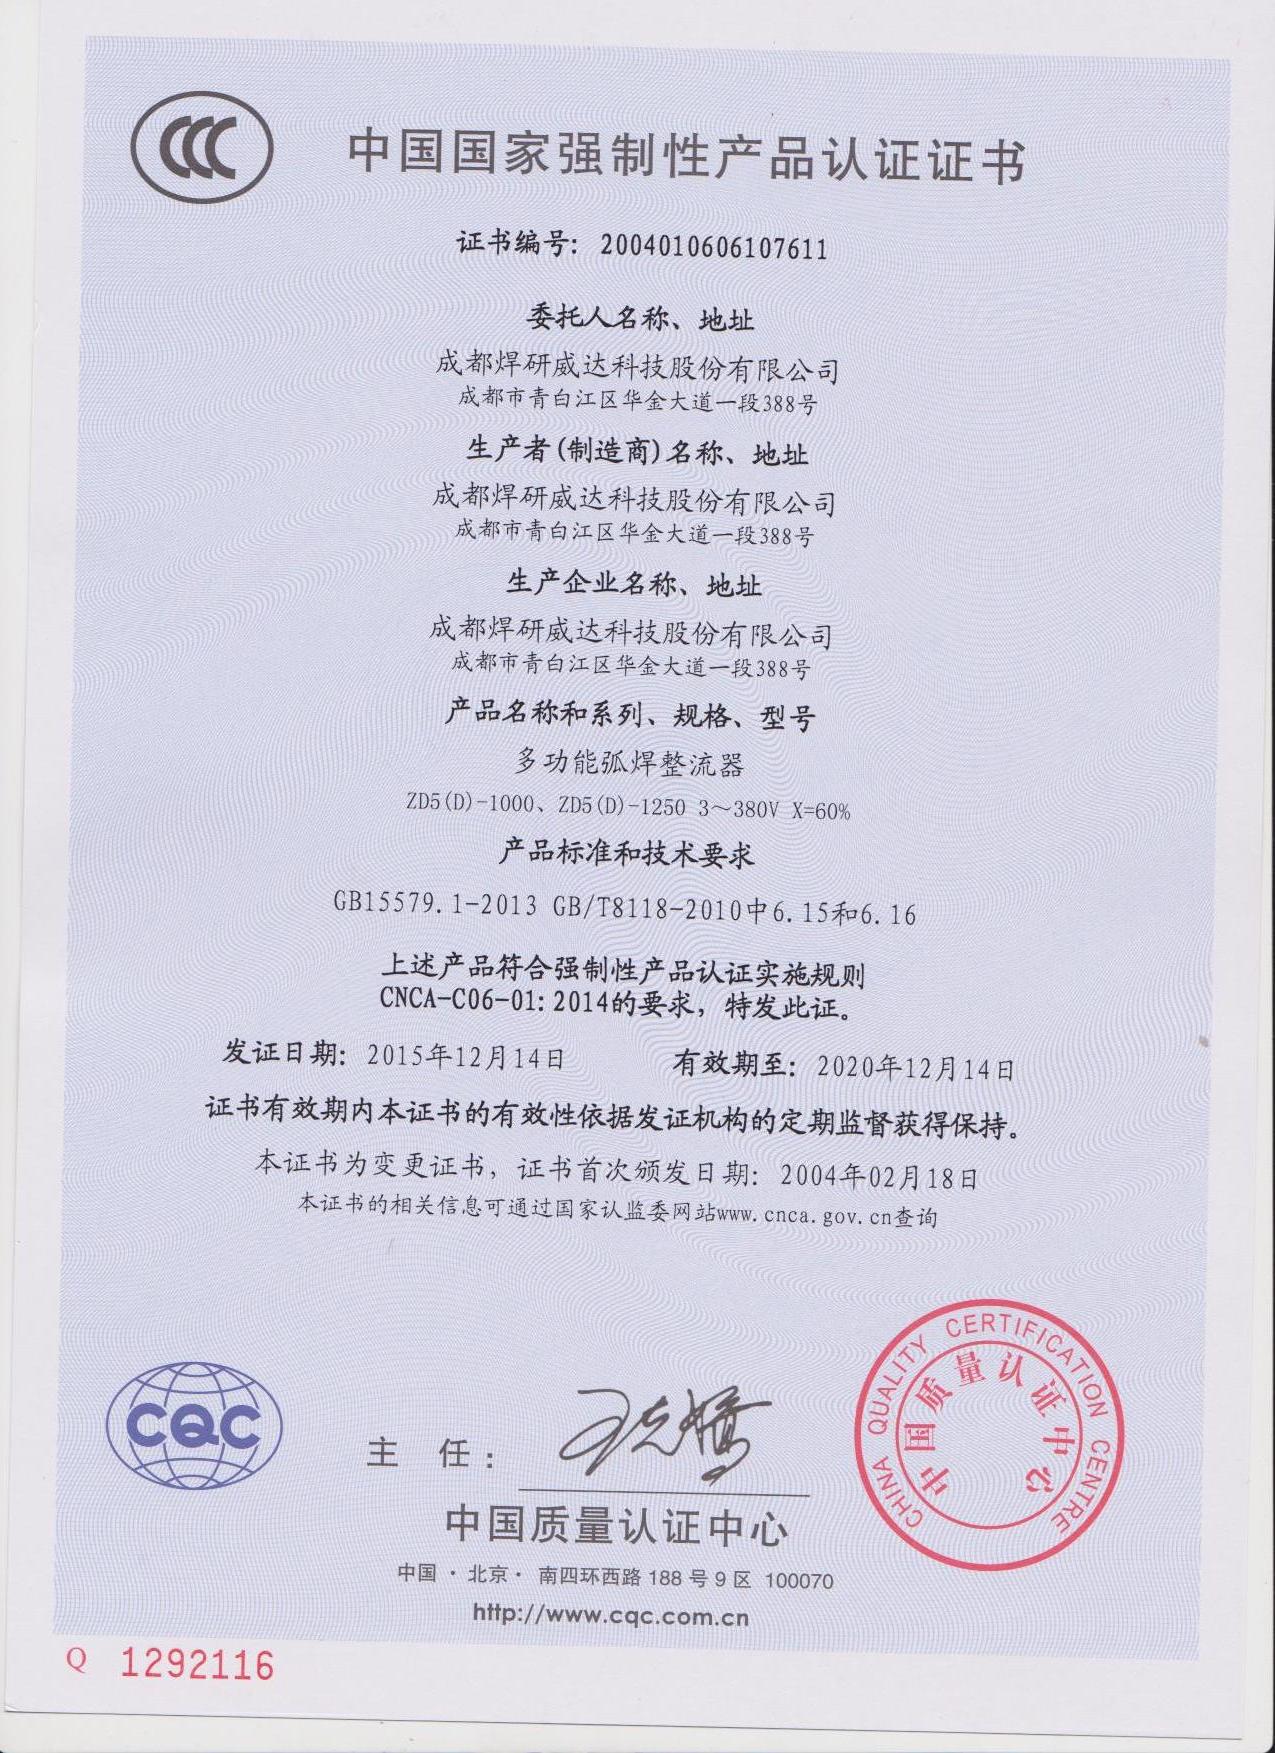 中国国家强制性产品认证证书
证书编号: 2004010606107611
委托人名称、地址
成都焊研威达科技股份有限公司
成都市青白江区华金大道一段388号
生产者(制造商)名称、地址
成都焊研威达科技股份有限公司
成都市青白江区华金大道一段388号
生产企业名称、地址
成都焊研威达科技股份有限公司
成都市青白江区华金大道一段388号
产品名称和系列、规格、型号
多功能弧焊整流器
ZD5(D)-1000、ZD5(D)-1250 3～380V X=60%
产品标准和技术要求
GB15579.1-2013 GB/T8118-2010中6.15和6.16
上述产品符合强制性产品认证实施规则
CNCA-C06-01:2014的要求，特发此证。
发证日期: 2015年12月14日 有效期至: 2020年12月14日
证书有效期内本证书的有效性依据发证机构的定期监督获得保持。
本证书为变更证书，证书首次颁发日期: 2004年02月18日
本证书的相关信息可通过国家认监委网站www.cnca.gov.cn查询
CQC
主 任:
CHINA QUALITY CERTIFICATION CENTRE
中国质量认证中心
中国质量认证中心
中国·北京· 南四环西路 188 号 9 区 100070
http://www.cqc.com.cn
Q 1292116